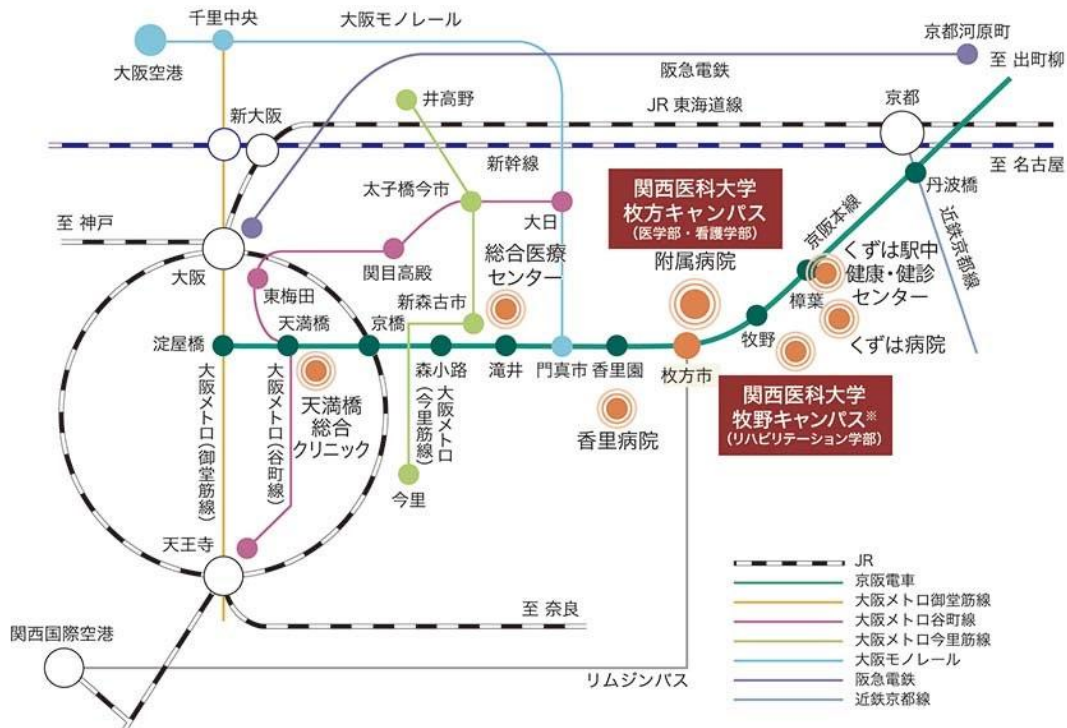 千里中央
大阪モノレール
京都河原町
至 出町柳
大阪空港
阪急電鉄
井高野
JR 東海道線
京都
新大阪
新幹線
至 名古屋
太子橋今市
関西医科大学
枚方キャンパス
(医学部・看護学部)
丹波橋
大日
至 神戸
京阪本線
近鉄京都線
大阪
関目高殿
総合医療
センター
附属病院
くずは駅中
健康・健診
センター
東梅田
新森古市
樟葉
天満橋
京橋
牧野
くずは病院
淀屋橋
森小路
滝井
門真市
香里園
枚方市
大阪メトロ(御堂筋線)
大阪メトロ(谷町線)
天満橋
総合
クリニック
大阪メトロ
(今里筋線)
香里病院
関西医科大学
牧野キャンパス※
(リハビリテーション学部)
今里
天王寺
至 奈良
関西国際空港
リムジンバス
JR
京阪電車
大阪メトロ御堂筋線
大阪メトロ谷町線
大阪メトロ今里筋線
大阪モノレール
阪急電鉄
近鉄京都線